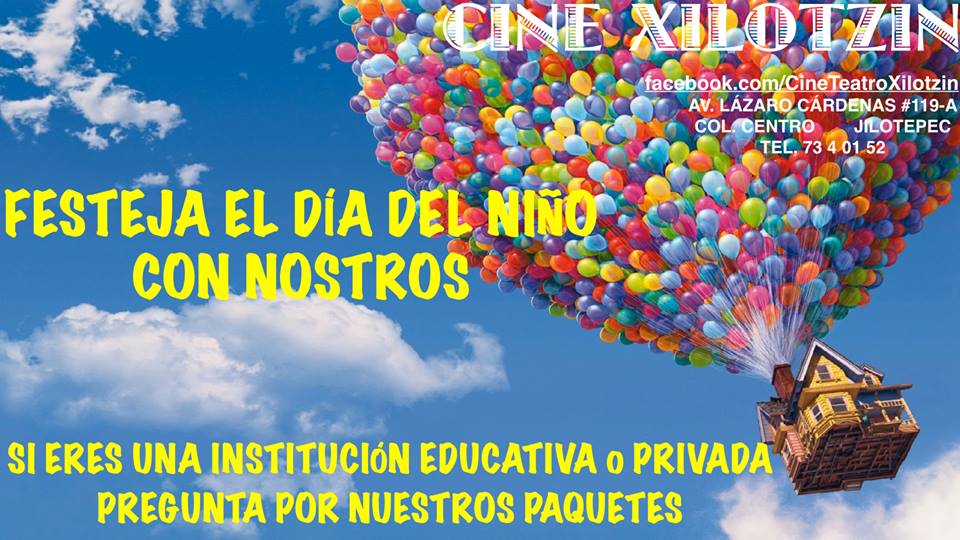 CINE XILOTZIN
facebook.com/CineTeatroXilotzin
AV. LÁZARO CÁRDENAS #119-A
COL. CENTRO JILOTEPEC
TEL. 73 4 01 52
FESTEJA EL DÍA DEL NIÑO
CON NOSTROS
SI ERES UNA INSTITUCIÓN EDUCATIVA o PRIVADA
PREGUNTA POR NUESTROS PAQUETES